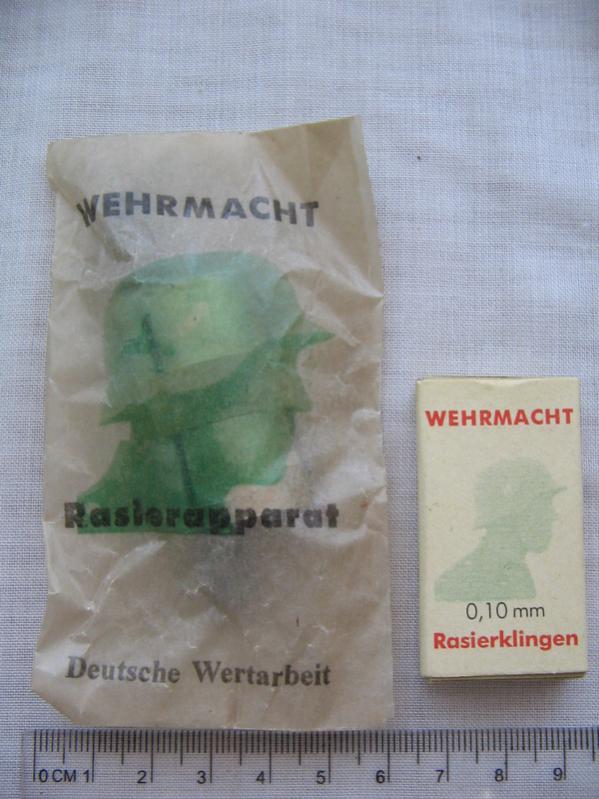 WEHRMACHT
Rasierapparat
Deutsche Wertarbeit
WEHRMACHT
0,10 mm
Rasierklingen
0 CM 1 2 3 4 5 6 7 8 9